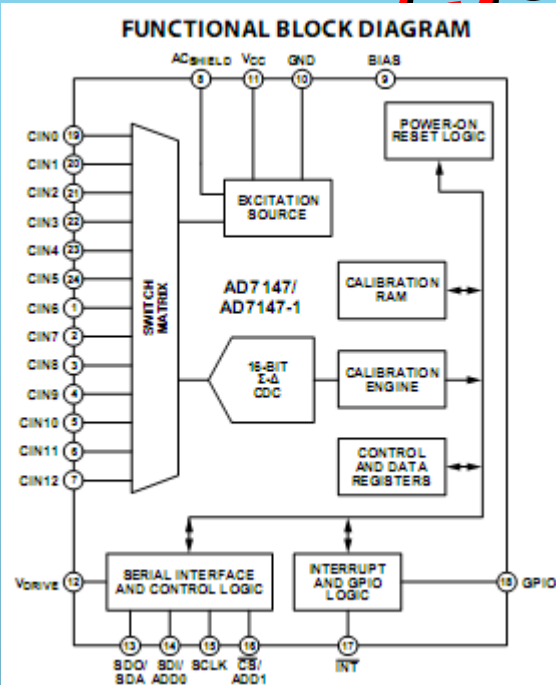 FUNCTIONAL BLOCK DIAGRAM
ACSHIELD VCC GND BIAS
8 11 10 9
POWER-ON
RESET LOGIC
EXCITATION
SOURCE
CIN0 19
CIN1 20
CIN2 21
CIN3 22
CIN4 23
CIN5 24
CIN6 1
CIN7 2
CIN8 3
CIN9 4
CIN10 5
CIN11 6
CIN12 7
SWITCH
MATRIX
AD7147/
AD7147-1
CALIBRATION
RAM
16-BIT
Σ-Δ
CDC
CALIBRATION
ENGINE
CONTROL
AND DATA
REGISTERS
VDRIVE 12
SERIAL INTERFACE
AND CONTROL LOGIC
INTERRUPT
AND GPIO
LOGIC
18 GPIO
13 14 15 16 17
SDO/ SDI/ SCLK CS/ INT
SDA ADD0 ADD1